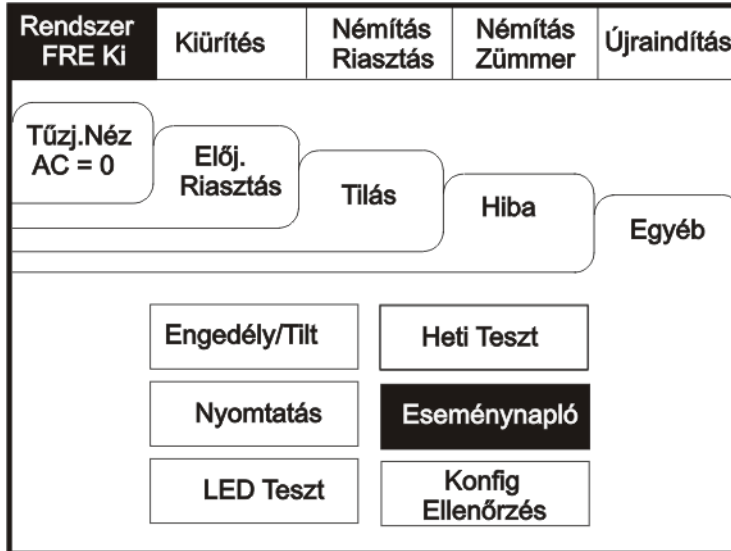 Rendszer
FRE Ki
Kiürítés
Némítás
Riasztás
Némítás
Zümmer
Újraindítás
Tűzj.Néz
AC = 0
Előj.
Riasztás
Tilás
Hiba
Egyéb
Engedély/Tilt
Heti Teszt
Nyomtatás
Eseménynapló
LED Teszt
Konfig
Ellenőrzés